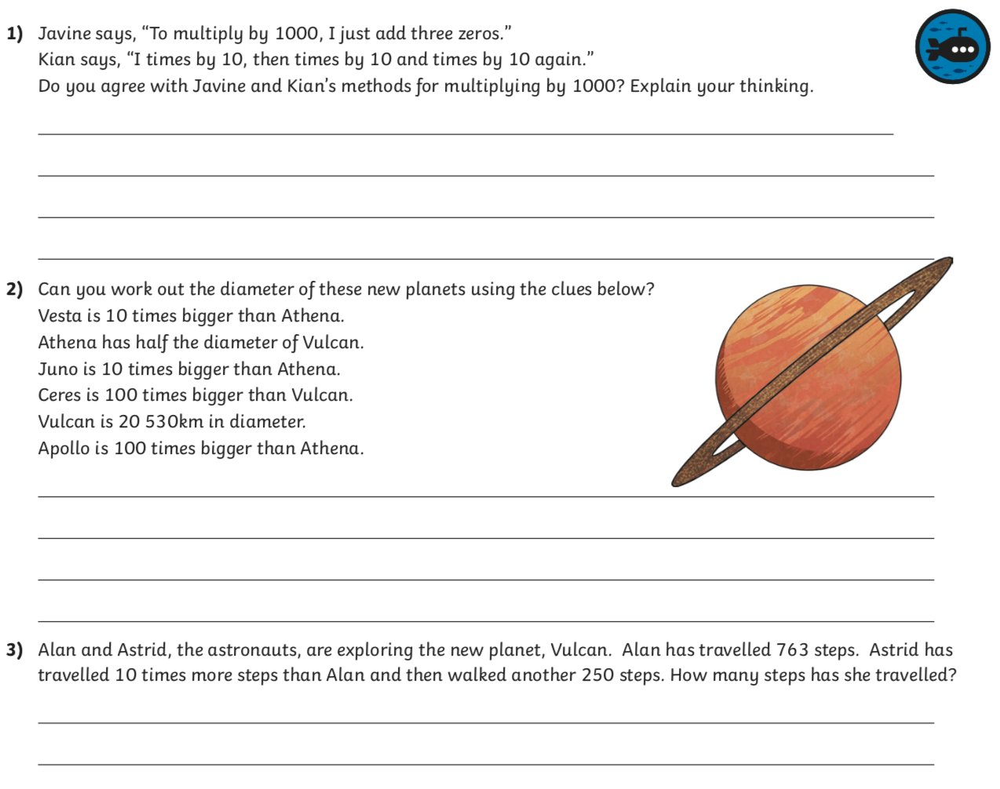 1) Javine says, “To multiply by 1000, I just add three zeros.”
Kian says, “I times by 10, then times by 10 and times by 10 again.”
Do you agree with Javine and Kian’s methods for multiplying by 1000? Explain your thinking.
2) Can you work out the diameter of these new planets using the clues below?
Vesta is 10 times bigger than Athena.
Athena has half the diameter of Vulcan.
Juno is 10 times bigger than Athena.
Ceres is 100 times bigger than Vulcan.
Vulcan is 20 530km in diameter.
Apollo is 100 times bigger than Athena.
3) Alan and Astrid, the astronauts, are exploring the new planet, Vulcan. Alan has travelled 763 steps. Astrid has
travelled 10 times more steps than Alan and then walked another 250 steps. How many steps has she travelled?